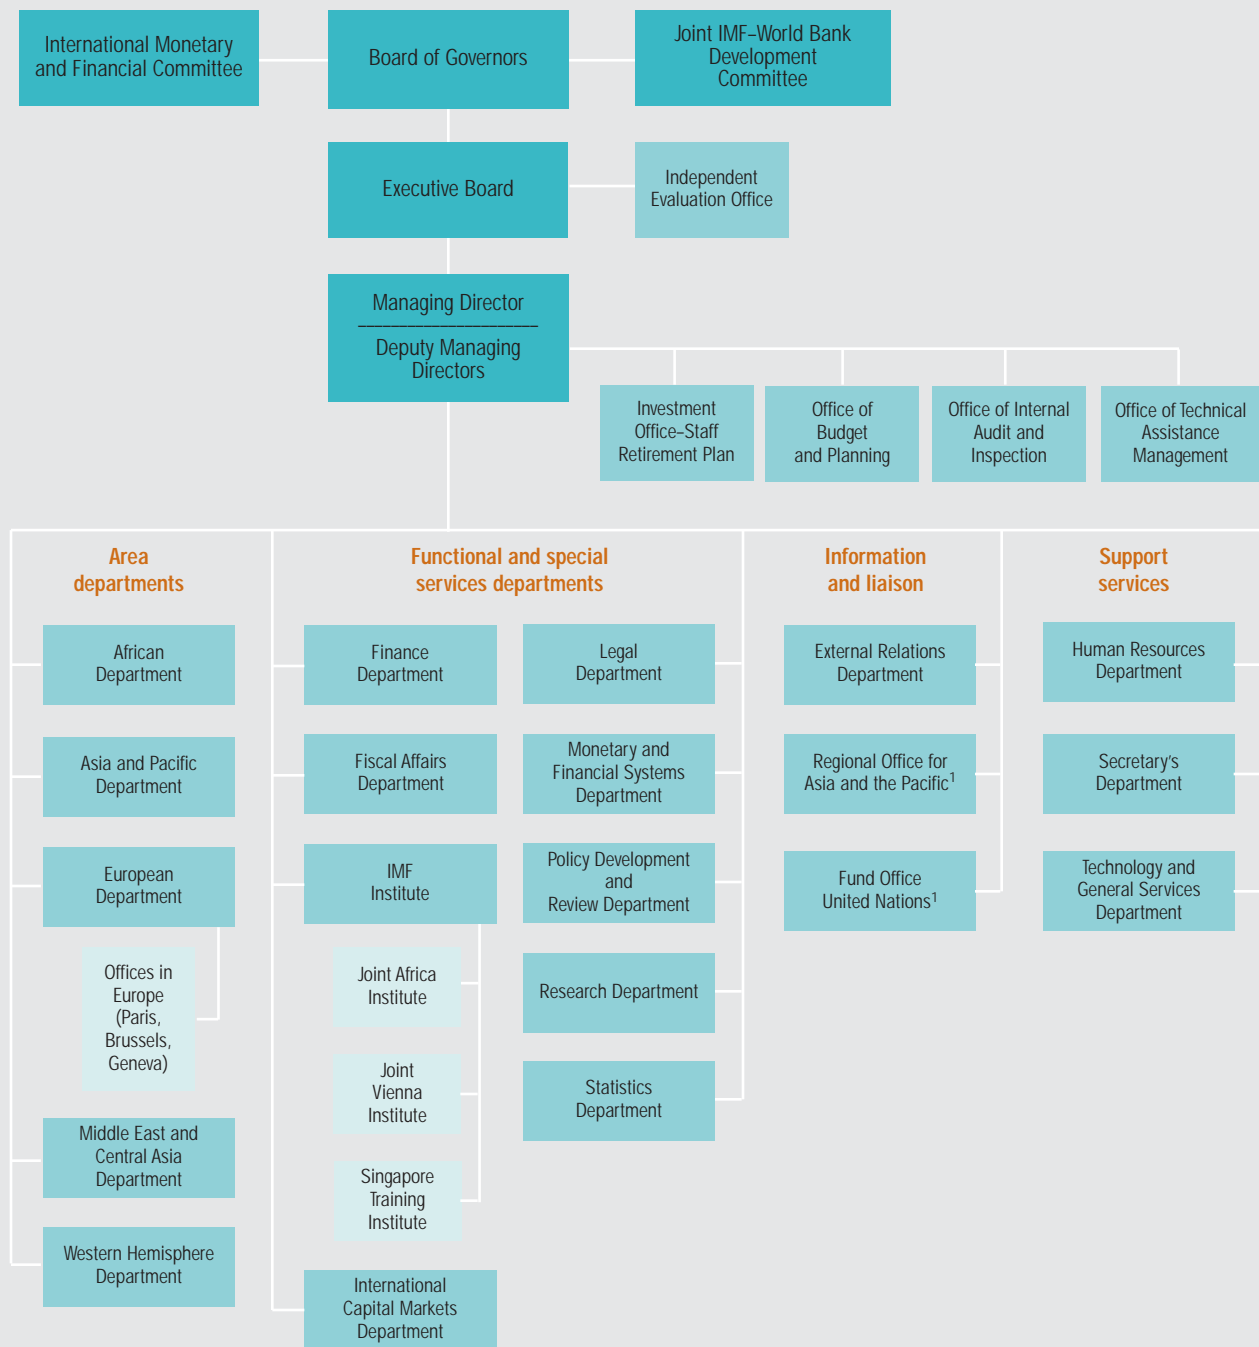 International Monetary
and Financial Committee
Board of Governors
Joint IMF–World Bank
Development
Committee
Executive Board
Independent
Evaluation Office
Managing Director
Deputy Managing
Directors
Investment
Office–Staff
Retirement Plan
Office of
Budget
and Planning
Office of Internal
Audit and
Inspection
Office of Technical
Assistance
Management
Area
departments
African
Department
Asia and Pacific
Department
European
Department
Offices in
Europe
(Paris,
Brussels,
Geneva)
Middle East and
Central Asia
Department
Western Hemisphere
Department
Functional and special
services departments
Finance
Department
Fiscal Affairs
Department
IMF
Institute
Joint Africa
Institute
Joint
Vienna
Institute
Singapore
Training
Institute
International
Capital Markets
Department
Legal
Department
Monetary and
Financial Systems
Department
Policy Development
and
Review Department
Research Department
Statistics
Department
Information
and liaison
External Relations
Department
Regional Office for
Asia and the Pacific¹
Fund Office
United Nations¹
Support
services
Human Resources
Department
Secretary's
Department
Technology and
General Services
Department